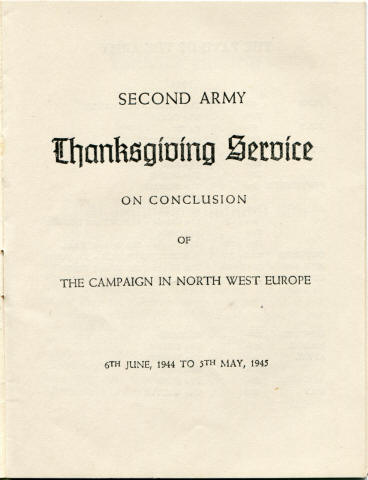 SECOND ARMY
Thanksgiving Service
ON CONCLUSION
OF
THE CAMPAIGN IN NORTH WEST EUROPE
6TH JUNE, 1944 TO 5TH MAY, 1945